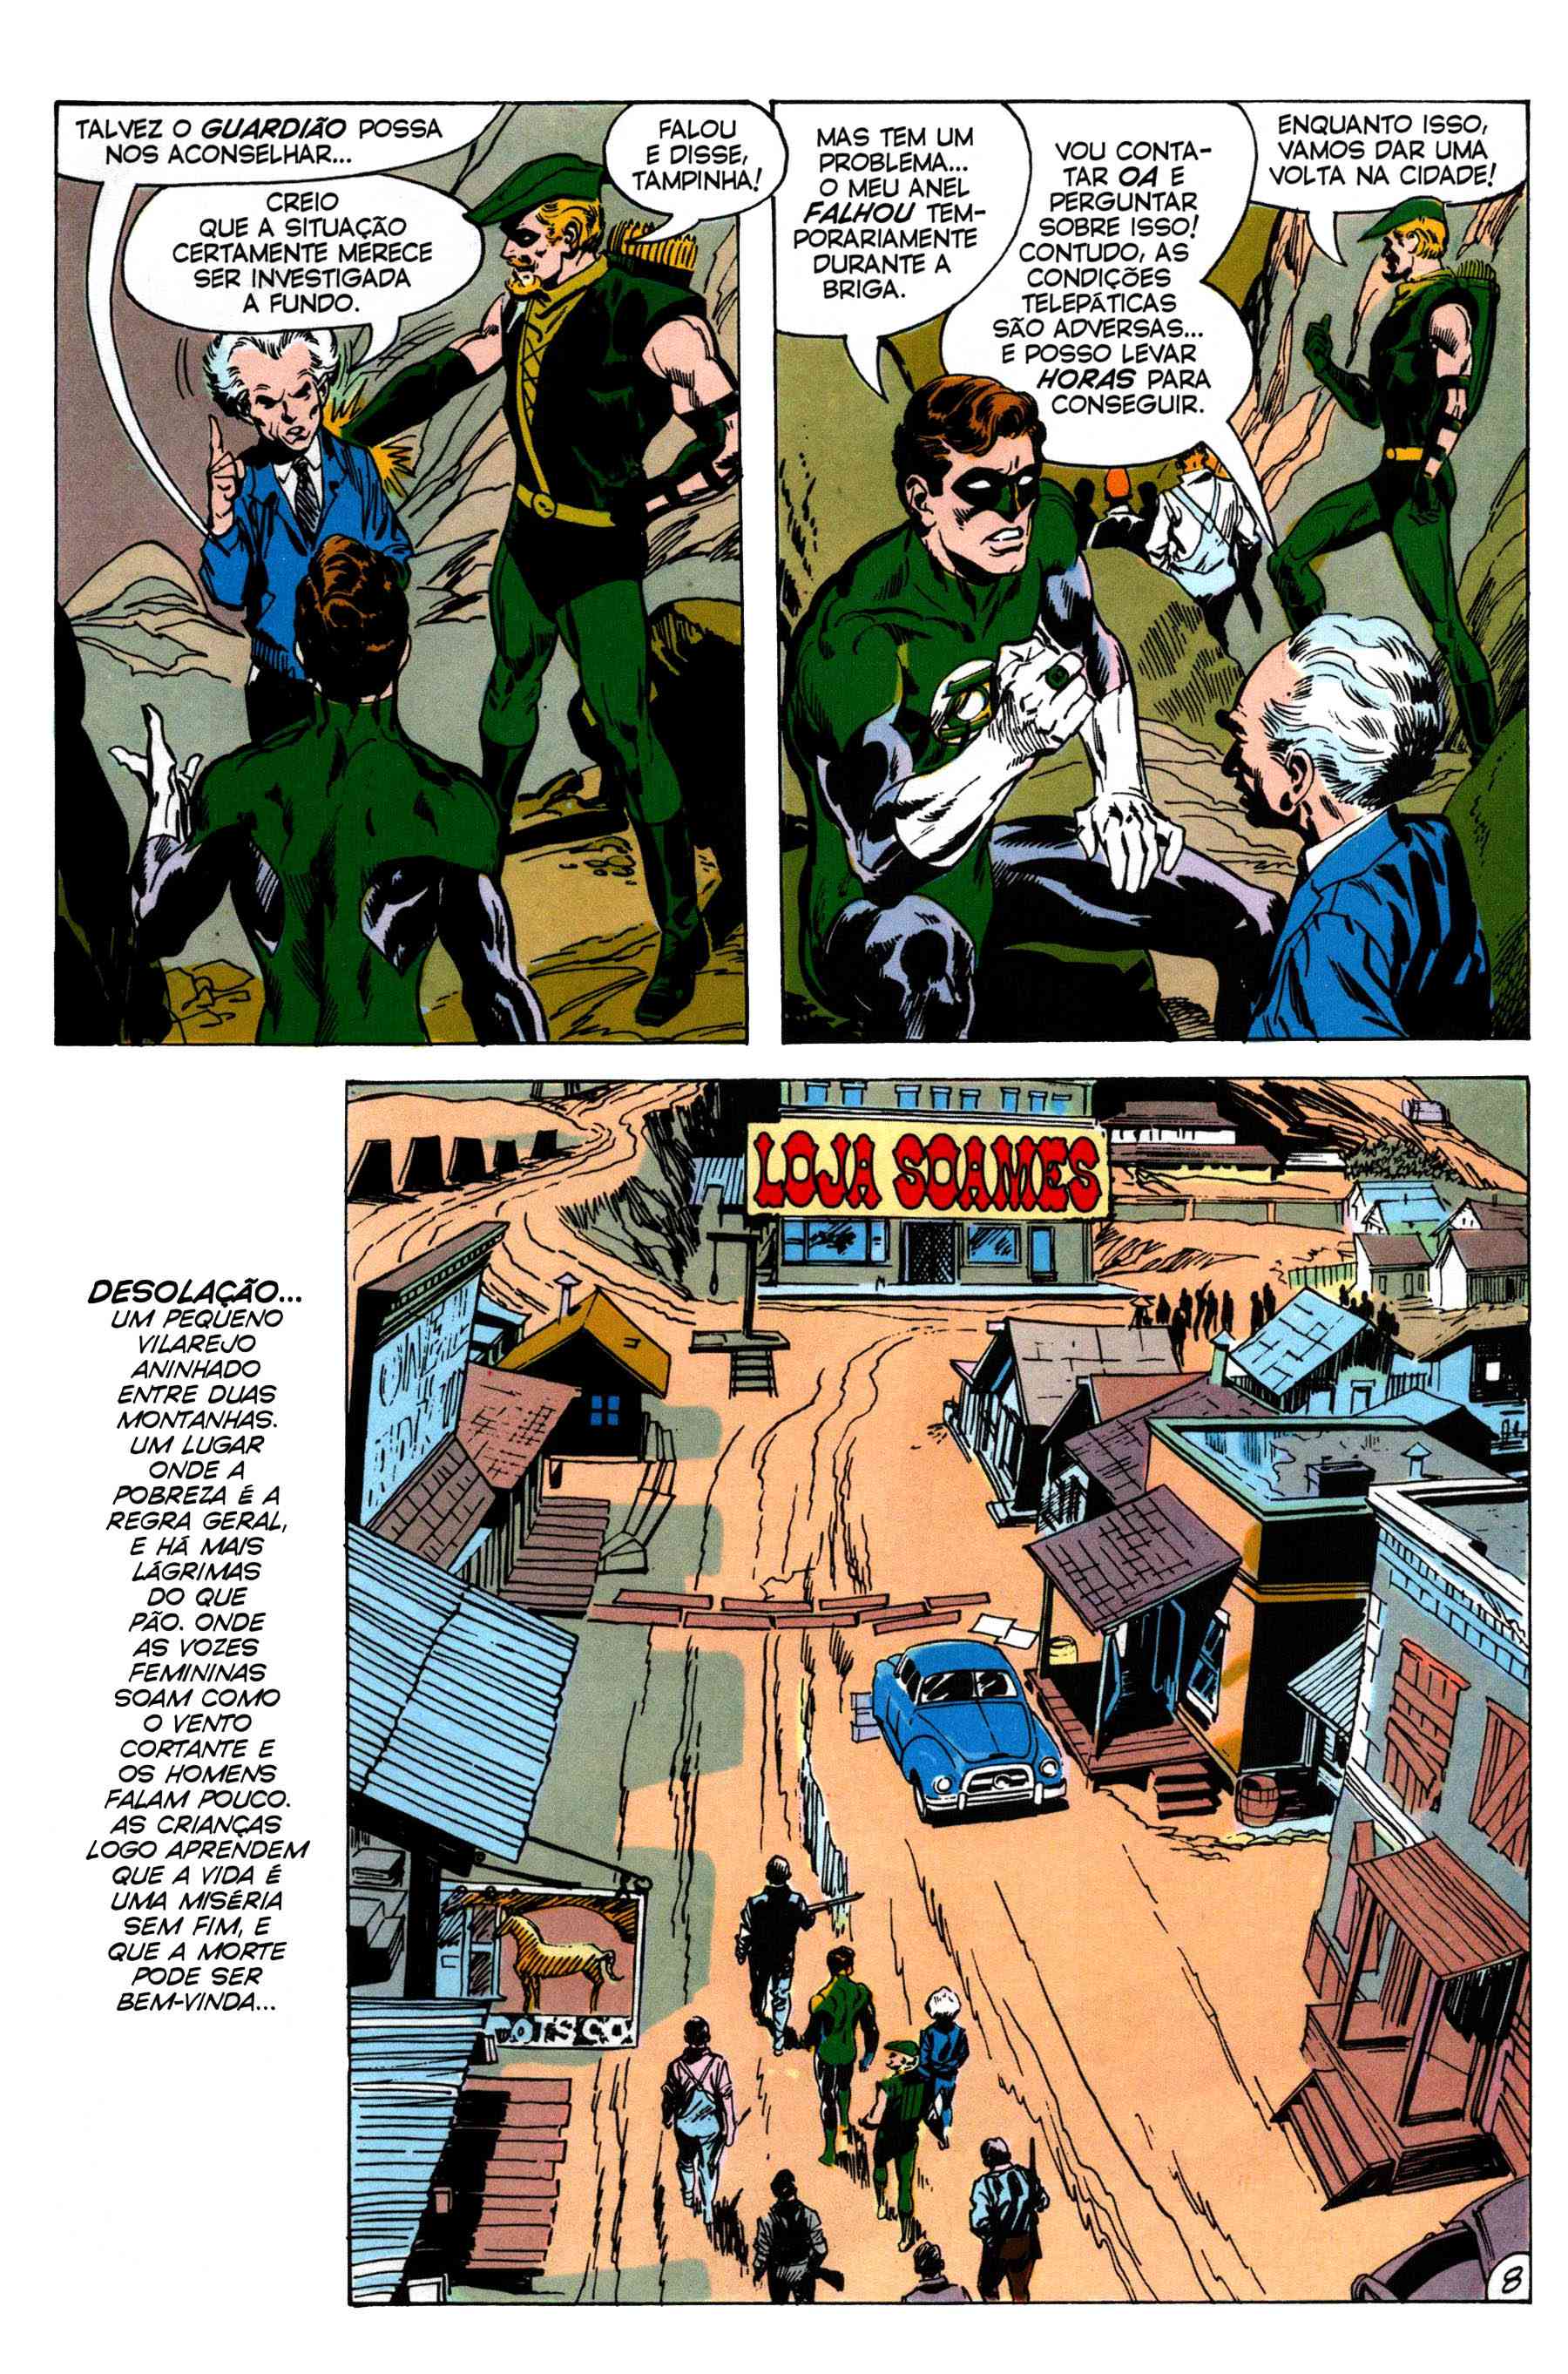 TALVEZ O GUARDIÃO POSSA
NOS ACONSELHAR...
CREIO
QUE A SITUAÇÃO
CERTAMENTE MERECE
SER INVESTIGADA
A FUNDO.
FALOU
E DISSE,
TAMPINHA!
MAS TEM UM
PROBLEMA...
O MEU ANEL
FALHOU TEM-
PORARIAMENTE
DURANTE A
BRIGA.
VOU CONTA-
TAR OA E
PERGUNTAR
SOBRE ISSO!
CONTUDO, AS
CONDIÇÕES
TELEPÁTICAS
SÃO ADVERSAS...
E POSSO LEVAR
HORAS PARA
CONSEGUIR.
ENQUANTO ISSO,
VAMOS DAR UMA
VOLTA NA CIDADE!
DESOLAÇÃO...
UM PEQUENO
VILAREJO
ANINHADO
ENTRE DUAS
MONTANHAS.
UM LUGAR
ONDE A
POBREZA É A
REGRA GERAL,
E HÁ MAIS
LÁGRIMAS
DO QUE
PÃO. ONDE
AS VOZES
FEMININAS
SOAM COMO
O VENTO
CORTANTE E
OS HOMENS
FALAM POUCO.
AS CRIANÇAS
LOGO APRENDEM
QUE A VIDA É
UMA MISÉRIA
SEM FIM, E
QUE A MORTE
PODE SER
BEM-VINDA...
LOJA SOAMES
8